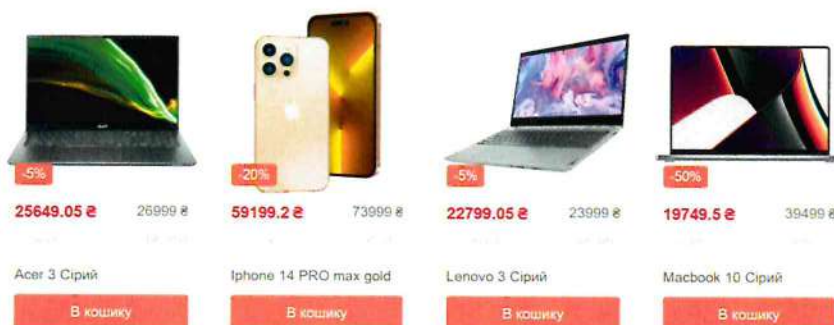 -5%
25649.05 ₴ 26999 ₴
Acer 3 Сірий
В кошику
-20%
59199.2 ₴ 73999 ₴
Iphone 14 PRO max gold
В кошику
-5%
22799.05 ₴ 23999 ₴
Lenovo 3 Сірий
В кошику
-50%
19749.5 ₴ 39499 ₴
Macbook 10 Сірий
В кошику